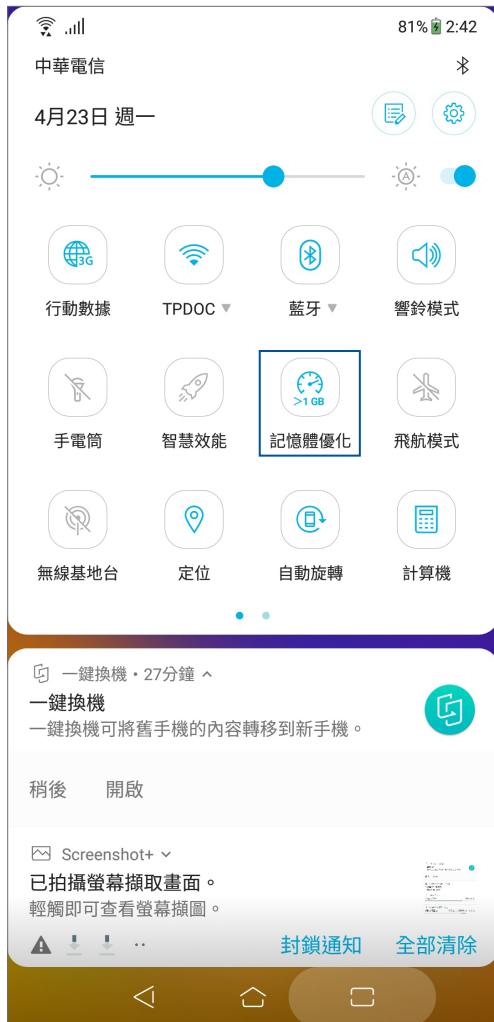 81% 2:42
中華電信
4月23日 週一
A
3G
行動數據
TPDOC
藍牙
響鈴模式
>1 GB
手電筒
智慧效能
記憶體優化
飛航模式
無線基地台
定位
自動旋轉
計算機
一鍵換機・27分鐘
一鍵換機
一鍵換機可將舊手機的內容轉移到新手機。
稍後 開啟
Screenshot+
已拍攝螢幕擷取畫面。
輕觸即可查看螢幕擷圖。
封鎖通知 全部清除